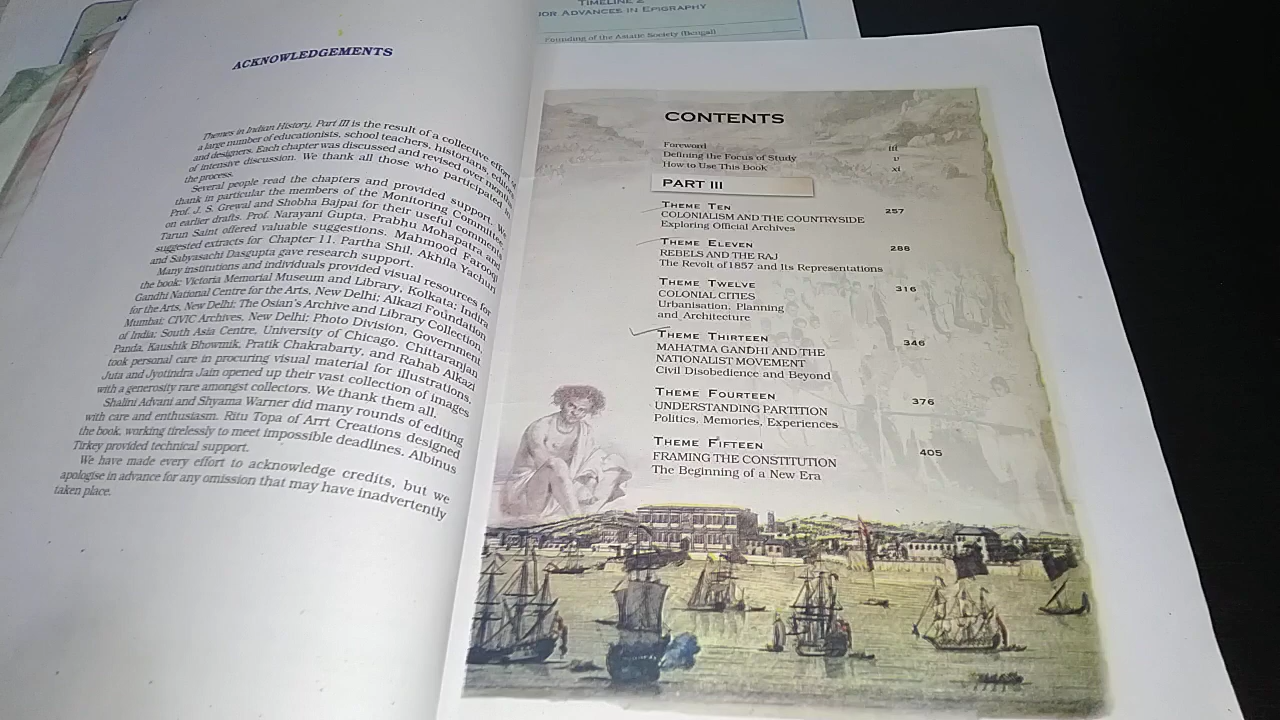 TIMELINE 2
OR ADVANCES IN EPIGRAPHY
Founding of the Asiatic Society (Bengal)
ACKNOWLEDGEMENTS
Themes in Indian History, Part III is the result of a collective effort of
a large number of educationists, school teachers, historians, editors
and designers. Each chapter was discussed and revised over months
of intensive discussion. We thank all those who participated in
the process.
Several people read the chapters and provided support. We
thank in particular the members of the Monitoring Committee,
Prof. J. S. Grewal and Shobha Bajpai for their useful comments
on earlier drafts. Prof. Narayani Gupta, Prabhu Mohapatra and
Tarun Saint offered valuable suggestions. Mahmood Farooqi
suggested extracts for Chapter 11. Partha Shil, Akhila Yechuri
and Sabyasachi Dasgupta gave research support.
Many institutions and individuals provided visual resources for
the book: Victoria Memorial Museum and Library, Kolkata; Indira
Gandhi National Centre for the Arts, New Delhi; Alkazi Foundation
for the Arts, New Delhi; The Osian's Archive and Library Collection,
Mumbai; CIVIC Archives, New Delhi; Photo Division, Government
of India; South Asia Centre, University of Chicago. Chittaranjan
Panda, Kaushik Bhowmik, Pratik Chakrabarty, and Rahab Alkazi
took personal care in procuring visual material for illustrations.
Juta and Jyotindra Jain opened up their vast collection of images
with a generosity rare amongst collectors. We thank them all.
Shalini Advani and Shyama Warner did many rounds of editing
with care and enthusiasm. Ritu Topa of Arrt Creations designed
the book, working tirelessly to meet impossible deadlines. Albinus
Tirkey provided technical support.
We have made every effort to acknowledge credits, but we
apologise in advance for any omission that may have inadvertently
taken place.
CONTENTS
Foreword iii
Defining the Focus of Study v
How to Use This Book xi
PART III
THEME TEN 257
COLONIALISM AND THE COUNTRYSIDE
Exploring Official Archives
THEME ELEVEN 288
REBELS AND THE RAJ
The Revolt of 1857 and Its Representations
THEME TWELVE 316
COLONIAL CITIES
Urbanisation, Planning
and Architecture
THEME THIRTEEN 346
MAHATMA GANDHI AND THE
NATIONALIST MOVEMENT
Civil Disobedience and Beyond
THEME FOURTEEN 376
UNDERSTANDING PARTITION
Politics, Memories, Experiences
THEME FIFTEEN 405
FRAMING THE CONSTITUTION
The Beginning of a New Era